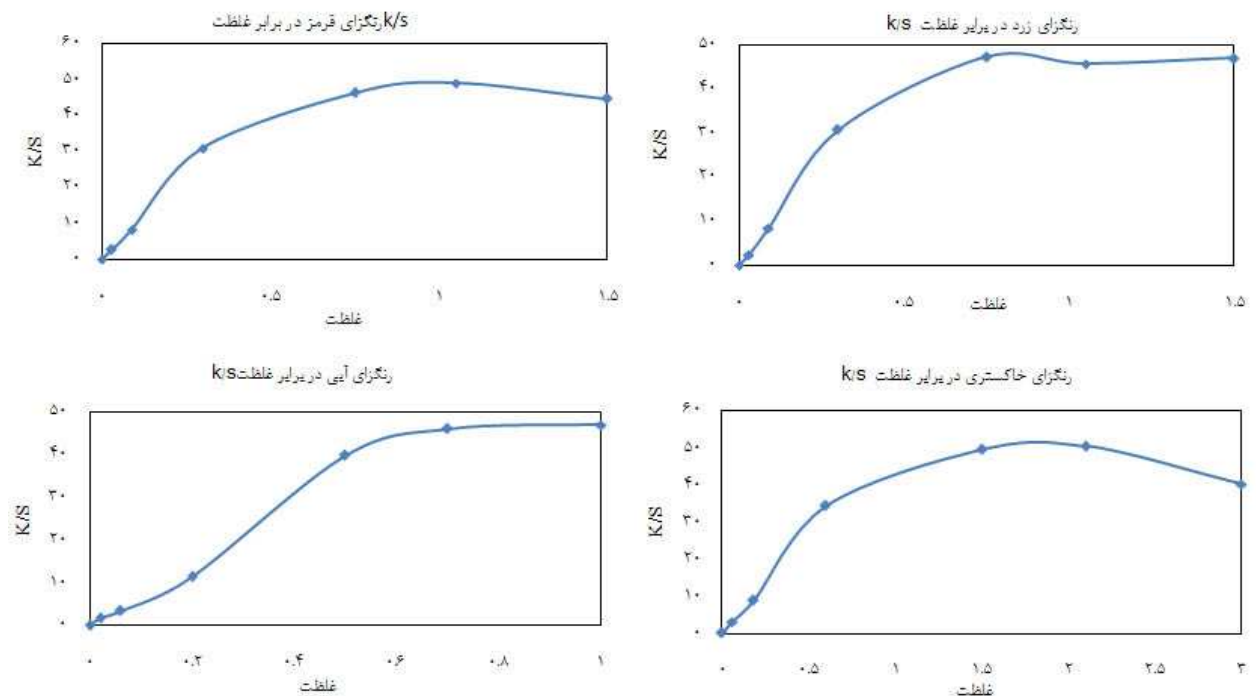 k/s رنگزای قرمز در برابر غلظت
۶۰
۵۰
۴۰
۳۰
۲۰
۱۰
۰
K/S
۰ ۰.۵ ۱ ۱.۵
غلظت
رنگزای زرد در برابر غلظت k/s
۵۰
۴۰
۳۰
۲۰
۱۰
۰
K/S
۰ ۰.۵ ۱ ۱.۵
غلظت
رنگزای آبی در برابر غلظت k/s
۵۰
۴۰
۳۰
۲۰
۱۰
۰
K/S
۰ ۰.۲ ۰.۴ ۰.۶ ۰.۸ ۱
غلظت
رنگزای خاکستری در برابر غلظت k/s
۶۰
۵۰
۴۰
۳۰
۲۰
۱۰
۰
K/S
۰ ۰.۵ ۱ ۱.۵ ۲ ۲.۵ ۳
غلظت